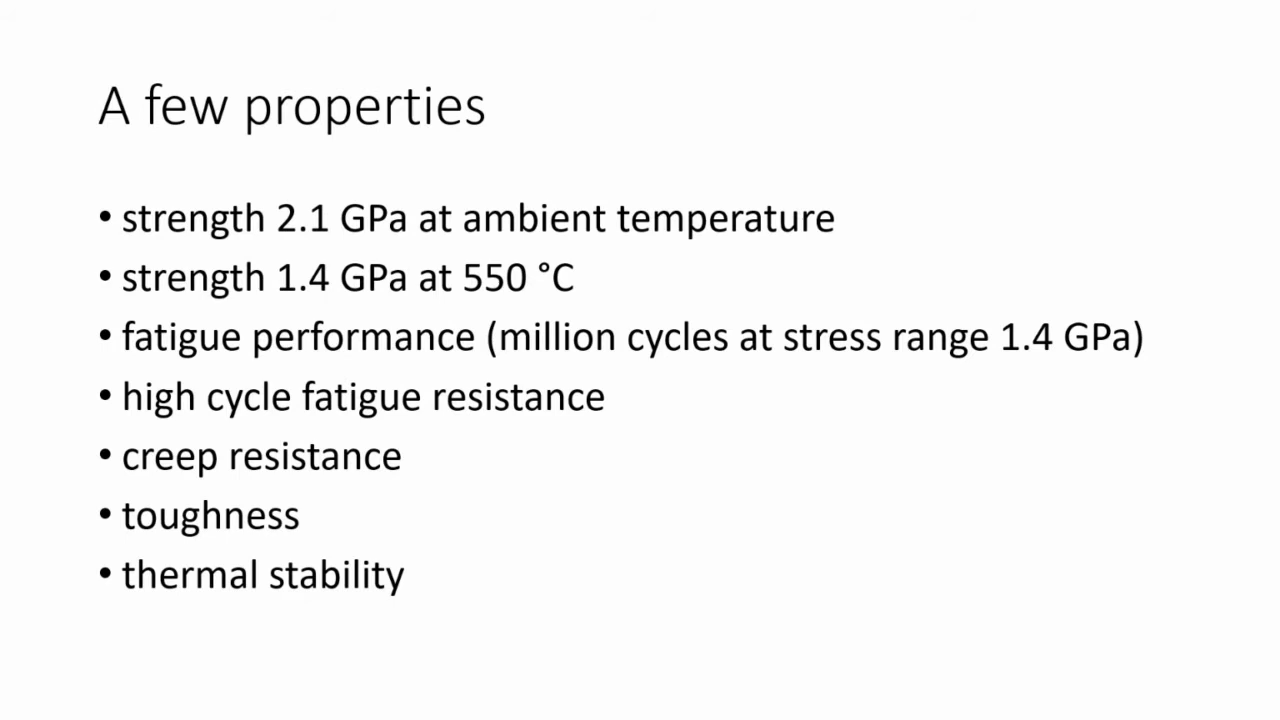 A few properties
• strength 2.1 GPa at ambient temperature
• strength 1.4 GPa at 550 °C
• fatigue performance (million cycles at stress range 1.4 GPa)
• high cycle fatigue resistance
• creep resistance
• toughness
• thermal stability